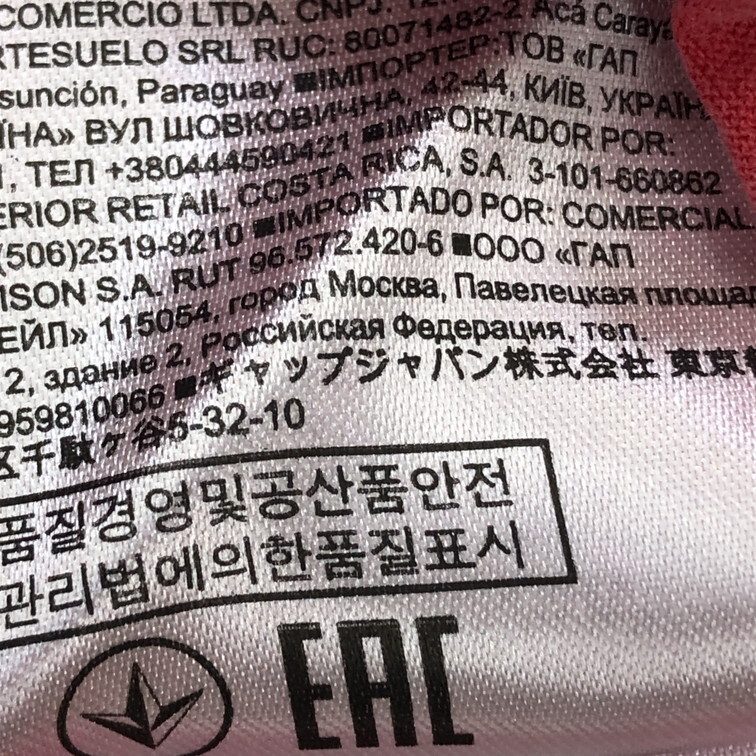 COMERCIO LTDA. CNPJ: Acá Caraya
RTESUELO SRL RUC: 80071482-2
sunción, Paraguay ■ІМПОРТЕР:ТОВ «ГАП
ЇНА» ВУЛ ШОВКОВИЧНА, 42-44, КИЇВ, УКРАЇН
, ТЕЛ +380444590421 ■IMPORTADOR POR:
ERIOR RETAIL COSTA RICA, S.A. 3-101-660862
(506)2519-9210 ■IMPORTADO POR: COMERCIAL
ISON S.A. RUT 96.572.420-6 ■ООО «ГАП
ЕЙЛ» 115054, город Москва, Павелецкая площад
2, здание 2, Российская Федерация, тел.
959810066 ■ギャップジャパン株式会社 東京都
区千駄ヶ谷5-32-10
품질경영및공산품안전
관리법에의한품질표시
EAC